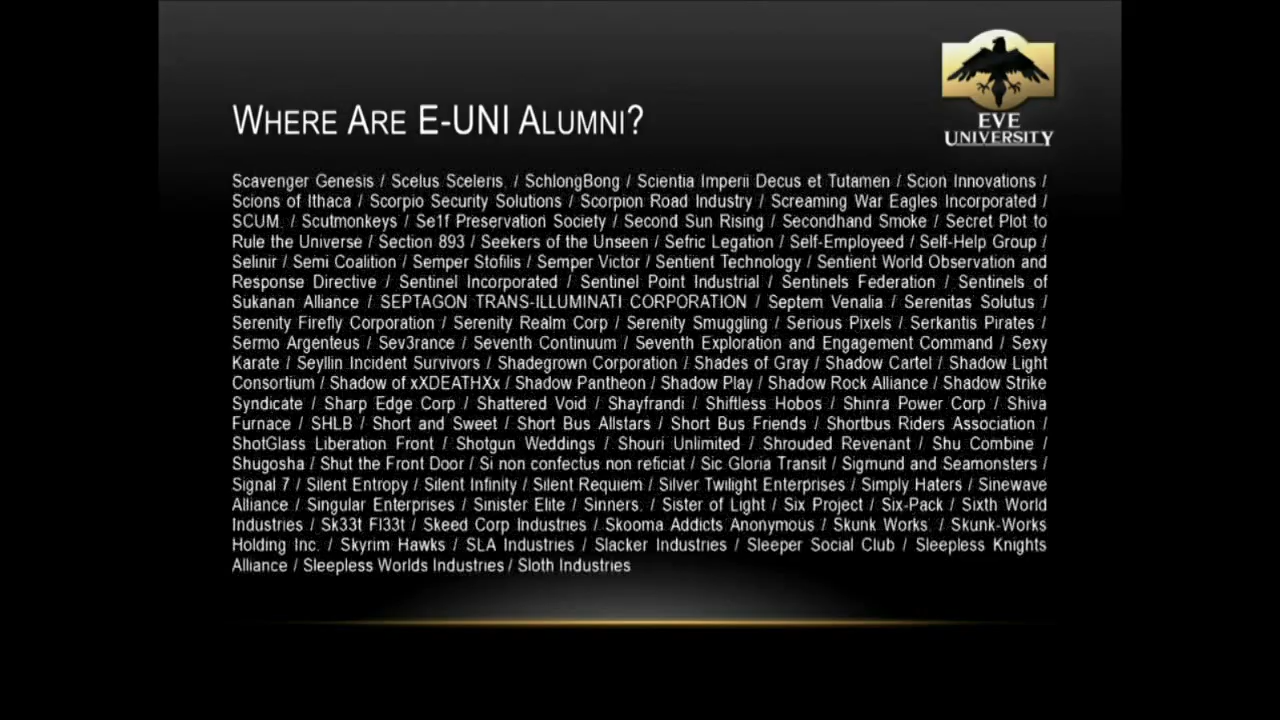 WHERE ARE E-UNI ALUMNI?
EVE
UNIVERSITY
Scavenger Genesis / Scelus Sceleris. / SchlongBong / Scientia Imperii Decus et Tutamen / Scion Innovations /
Scions of Ithaca / Scorpio Security Solutions / Scorpion Road Industry / Screaming War Eagles Incorporated /
SCUM. / Scutmonkeys / Se1f Preservation Society / Second Sun Rising / Secondhand Smoke / Secret Plot to
Rule the Universe / Section 893 / Seekers of the Unseen / Sefric Legation / Self-Employeed / Self-Help Group /
Selinir / Semi Coalition / Semper Stofilis / Semper Victor / Sentient Technology / Sentient World Observation and
Response Directive / Sentinel Incorporated / Sentinel Point Industrial / Sentinels Federation / Sentinels of
Sukanan Alliance / SEPTAGON TRANS-ILLUMINATI CORPORATION / Septem Venalia / Serenitas Solutus /
Serenity Firefly Corporation / Serenity Realm Corp / Serenity Smuggling / Serious Pixels / Serkantis Pirates /
Sermo Argenteus / Sev3rance / Seventh Continuum / Seventh Exploration and Engagement Command / Sexy
Karate / Seyllin Incident Survivors / Shadegrown Corporation / Shades of Gray / Shadow Cartel / Shadow Light
Consortium / Shadow of xXDEATHXx / Shadow Pantheon / Shadow Play / Shadow Rock Alliance / Shadow Strike
Syndicate / Sharp Edge Corp / Shattered Void / Shayfrandi / Shiftless Hobos / Shinra Power Corp / Shiva
Furnace / SHLB / Short and Sweet / Short Bus Allstars / Short Bus Friends / Shortbus Riders Association /
ShotGlass Liberation Front / Shotgun Weddings / Shouri Unlimited / Shrouded Revenant / Shu Combine /
Shugosha / Shut the Front Door / Si non confectus non reficiat / Sic Gloria Transit / Sigmund and Seamonsters /
Signal 7 / Silent Entropy / Silent Infinity / Silent Requiem / Silver Twilight Enterprises / Simply Haters / Sinewave
Alliance / Singular Enterprises / Sinister Elite / Sinners. / Sister of Light / Six Project / Six-Pack / Sixth World
Industries / Sk33t Fl33t / Skeed Corp Industries / Skooma Addicts Anonymous / Skunk Works. / Skunk-Works
Holding Inc. / Skyrim Hawks / SLA Industries / Slacker Industries / Sleeper Social Club / Sleepless Knights
Alliance / Sleepless Worlds Industries / Sloth Industries